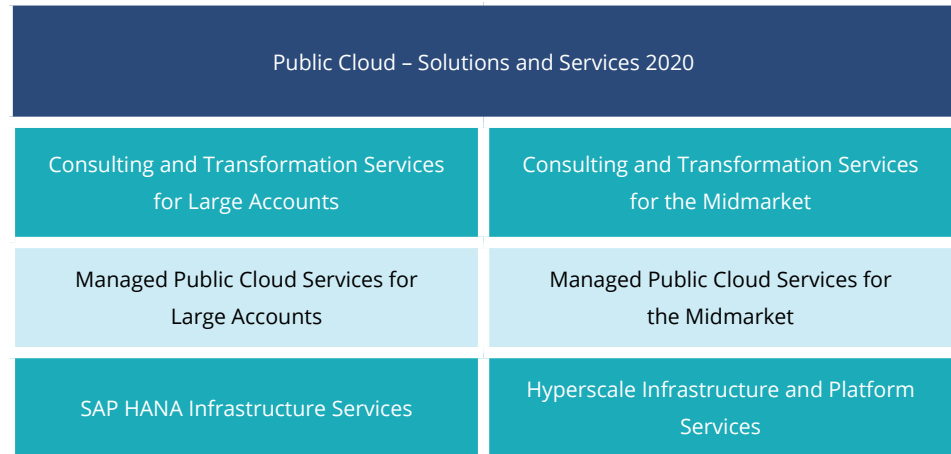 Public Cloud – Solutions and Services 2020
Consulting and Transformation Services
for Large Accounts
Consulting and Transformation Services
for the Midmarket
Managed Public Cloud Services for
Large Accounts
Managed Public Cloud Services for
the Midmarket
SAP HANA Infrastructure Services
Hyperscale Infrastructure and Platform
Services